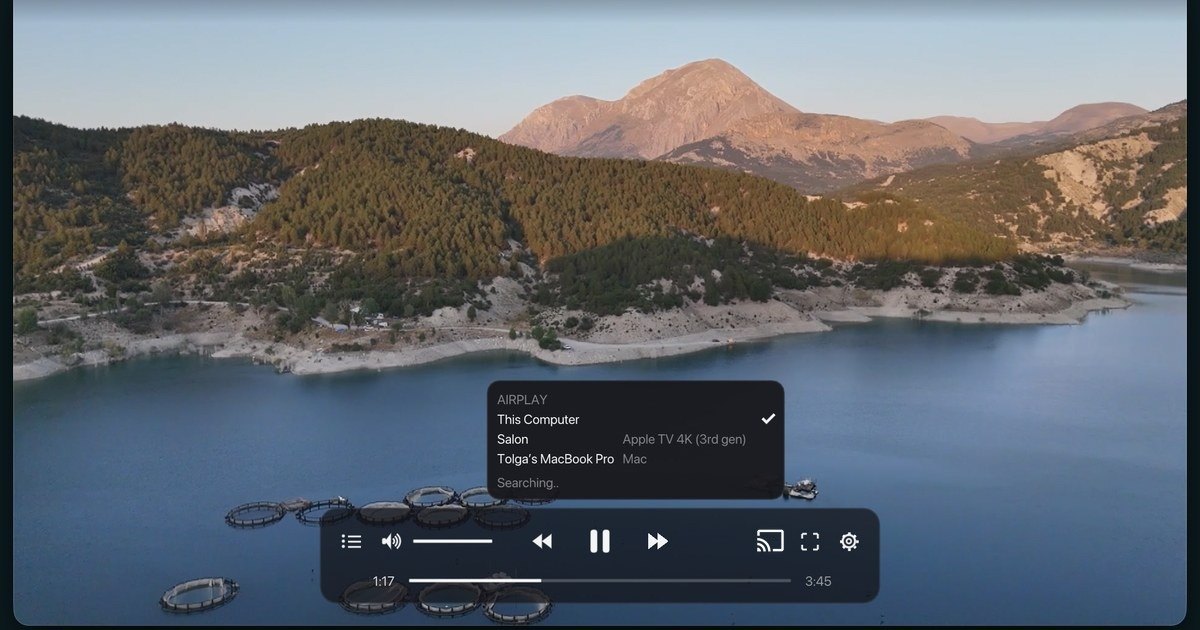 AIRPLAY
This Computer
Salon Apple TV 4K (3rd gen)
Tolga’s MacBook Pro Mac
Searching..
1:17 3:45